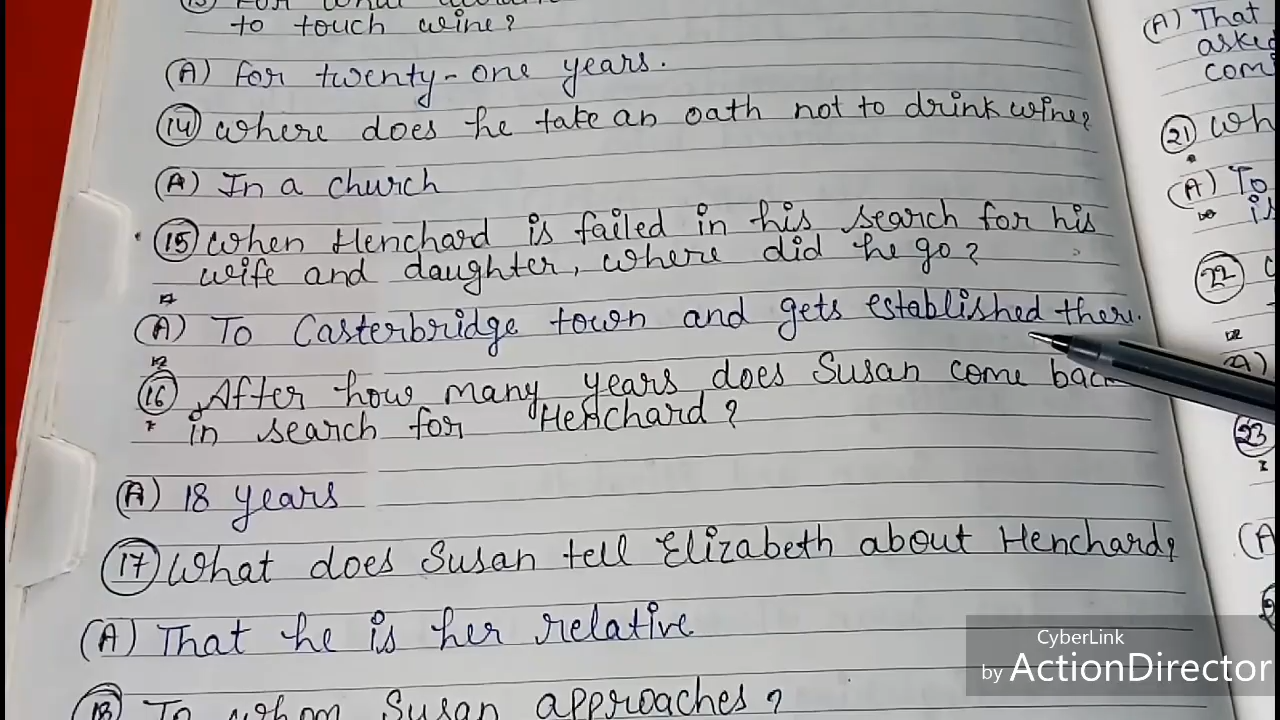 to touch wine?
(A) For twenty-one years.
(14) Where does he take an oath not to drink wine?
(A) In a church
(15) When Henchard is failed in his search for his
wife and daughter, where did he go?
(A) To Casterbridge town and gets established there.
(16) After how many years does Susan come back
in search for Henchard?
(A) 18 years
(17) What does Susan tell Elizabeth about Henchard?
(A) That he is her relative
(18) To whom Susan approaches?
(A) That
(21) Wh
(A) To
is
(22)
(A)
(23)
(A
CyberLink
by ActionDirector